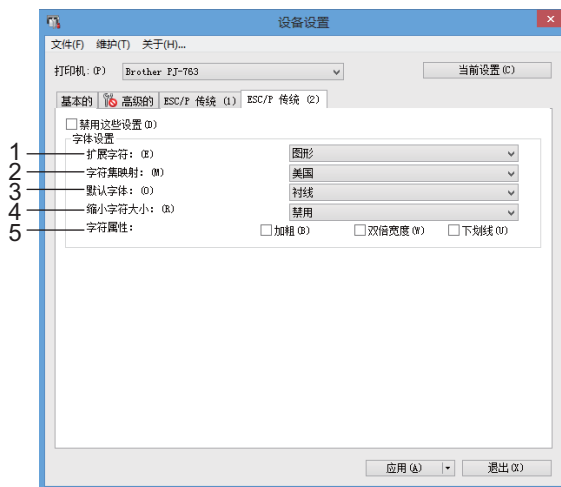 设备设置
文件(F) 维护(T) 关于(H)...
打印机: (P) Brother PJ-763 当前设置(C)
基本的 高级的 ESC/P 传统 (1) ESC/P 传统 (2)
禁用这些设置(D)
字体设置
1 扩展字符: (E) 图形
2 字符集映射: (M) 美国
3 默认字体: (O) 衬线
4 缩小字符大小: (R) 禁用
5 字符属性: 加粗(B) 双倍宽度(W) 下划线(U)
应用(A) 退出(X)